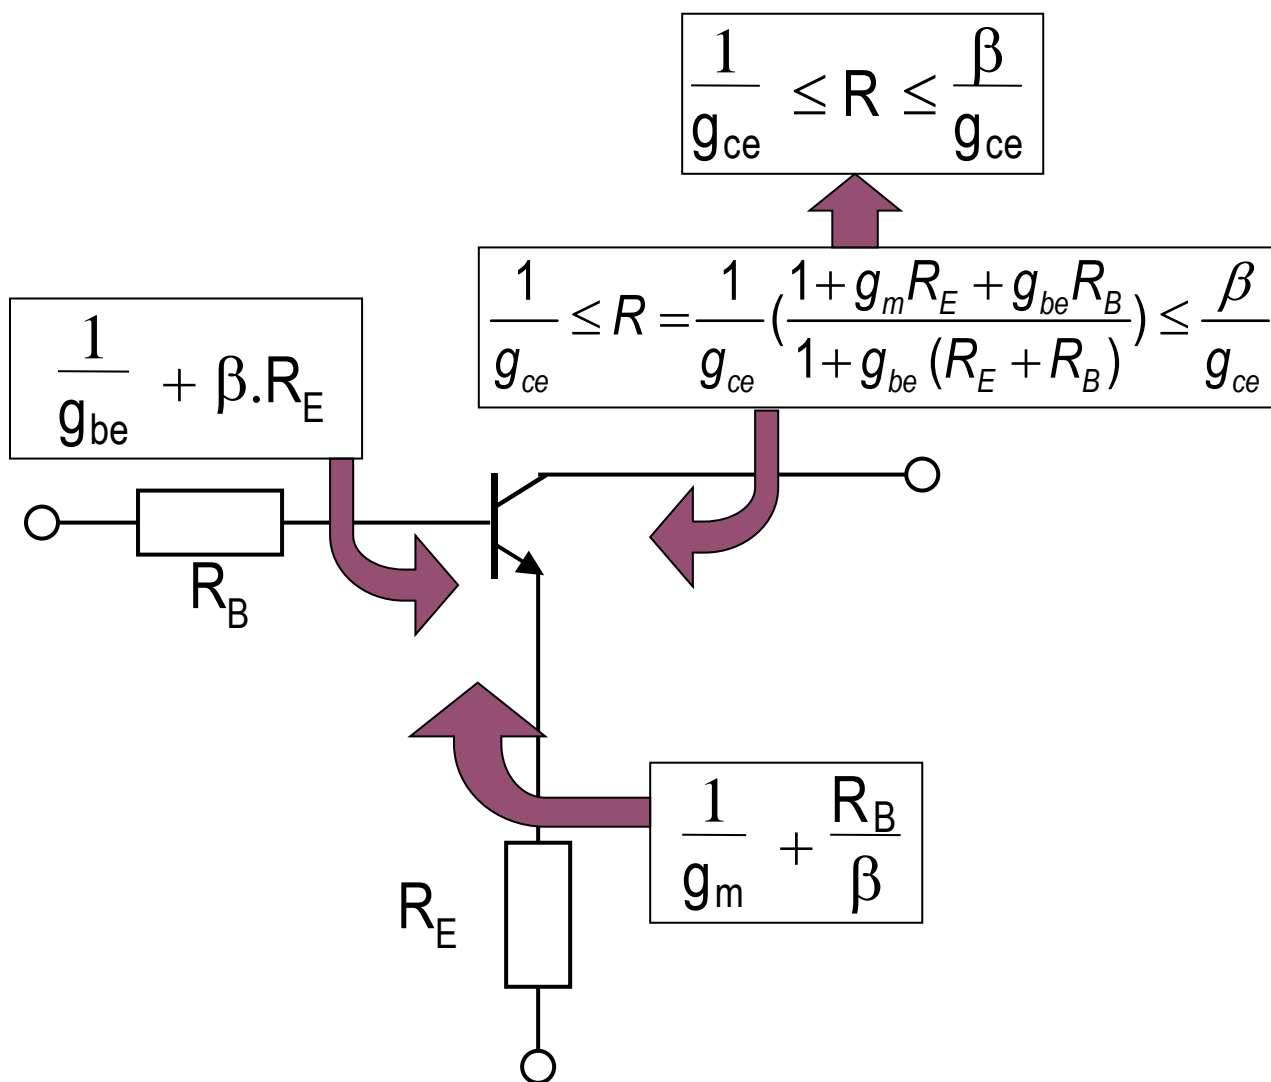 1/g_ce ≤ R ≤ β/g_ce
1/g_ce ≤ R = 1/g_ce ( (1+g_m R_E + g_be R_B) / (1+g_be (R_E + R_B)) ) ≤ β/g_ce
1/g_be + β.R_E
R_B
1/g_m + R_B/β
R_E